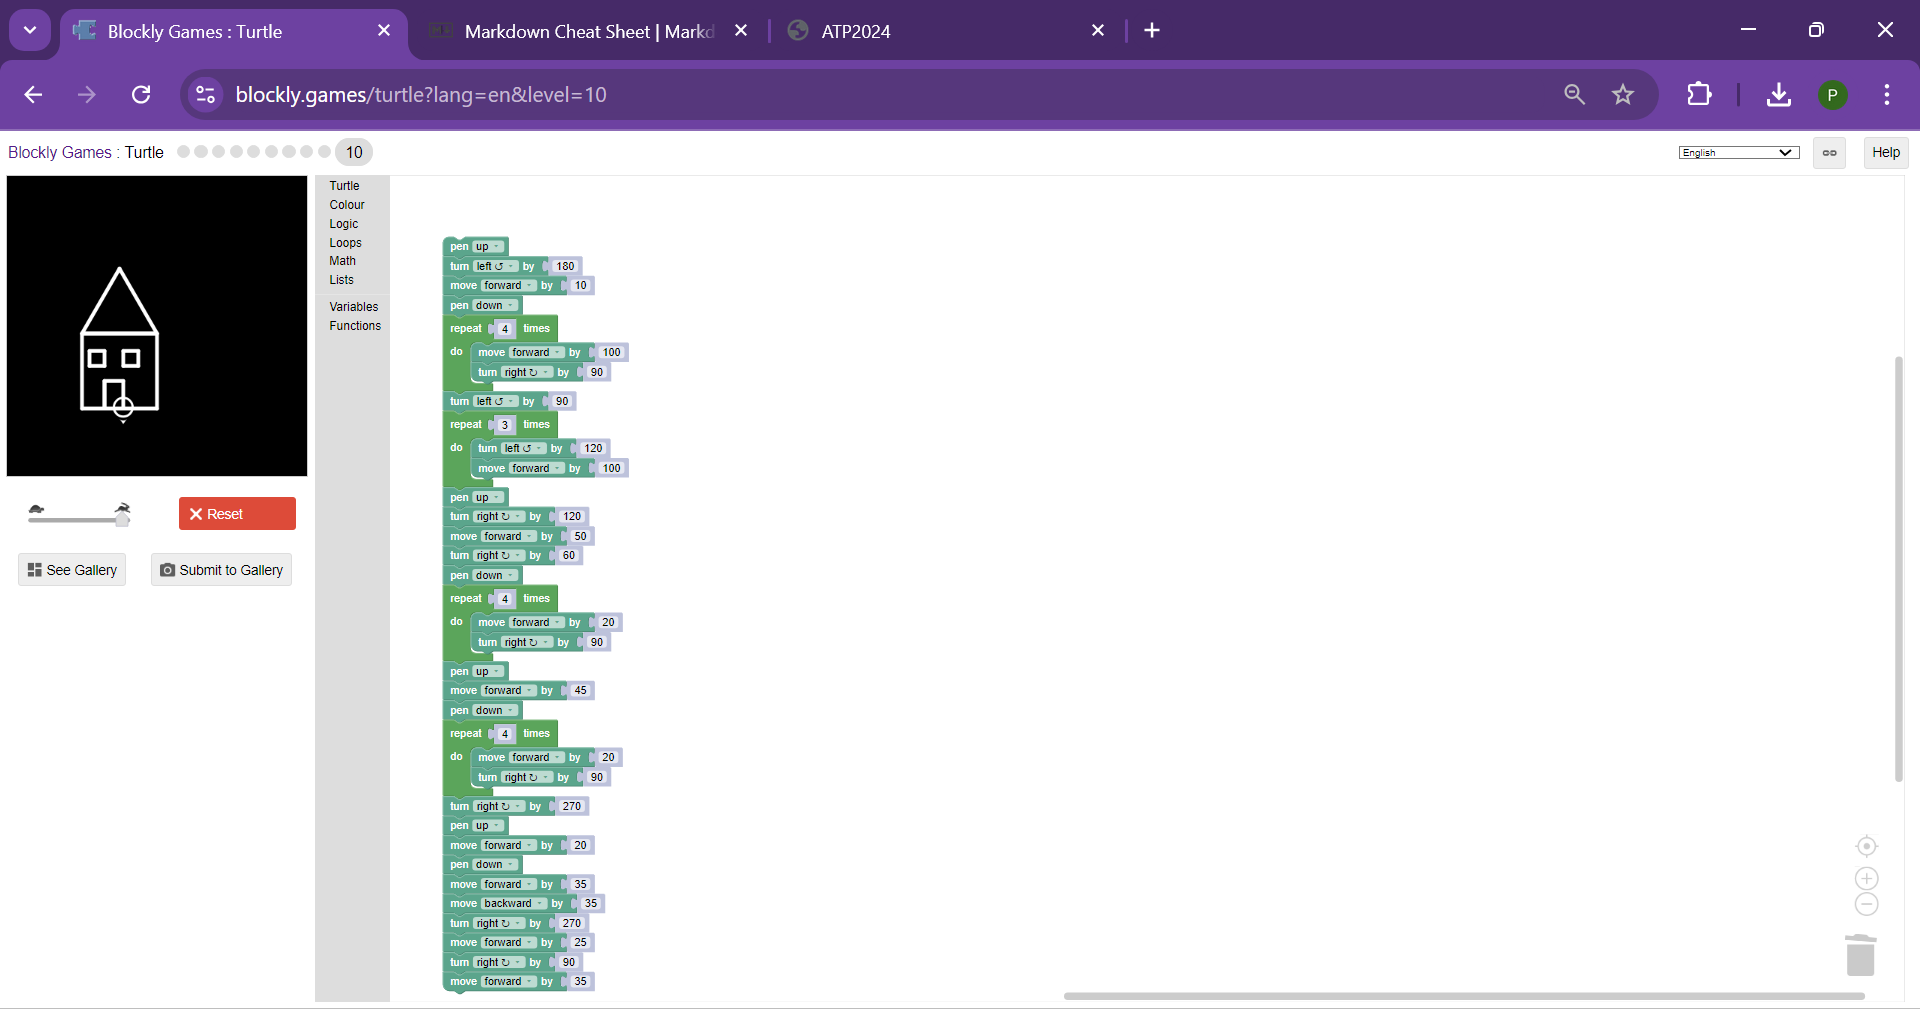 Blockly Games : Turtle
Markdown Cheat Sheet | Markd
ATP2024
blockly.games/turtle?lang=en&level=10
P
Blockly Games : Turtle 10
English
Help
Turtle
Colour
Logic
Loops
Math
Lists
Variables
Functions
Reset
See Gallery
Submit to Gallery
pen up
turn left ↺ by 180
move forward by 10
pen down
repeat 4 times
do move forward by 100
turn right ↻ by 90
turn left ↺ by 90
repeat 3 times
do turn left ↺ by 120
move forward by 100
pen up
turn right ↻ by 120
move forward by 50
turn right ↻ by 60
pen down
repeat 4 times
do move forward by 20
turn right ↻ by 90
pen up
move forward by 45
pen down
repeat 4 times
do move forward by 20
turn right ↻ by 90
turn right ↻ by 270
pen up
move forward by 20
pen down
move forward by 35
move backward by 35
turn right ↻ by 270
move forward by 25
turn right ↻ by 90
move forward by 35